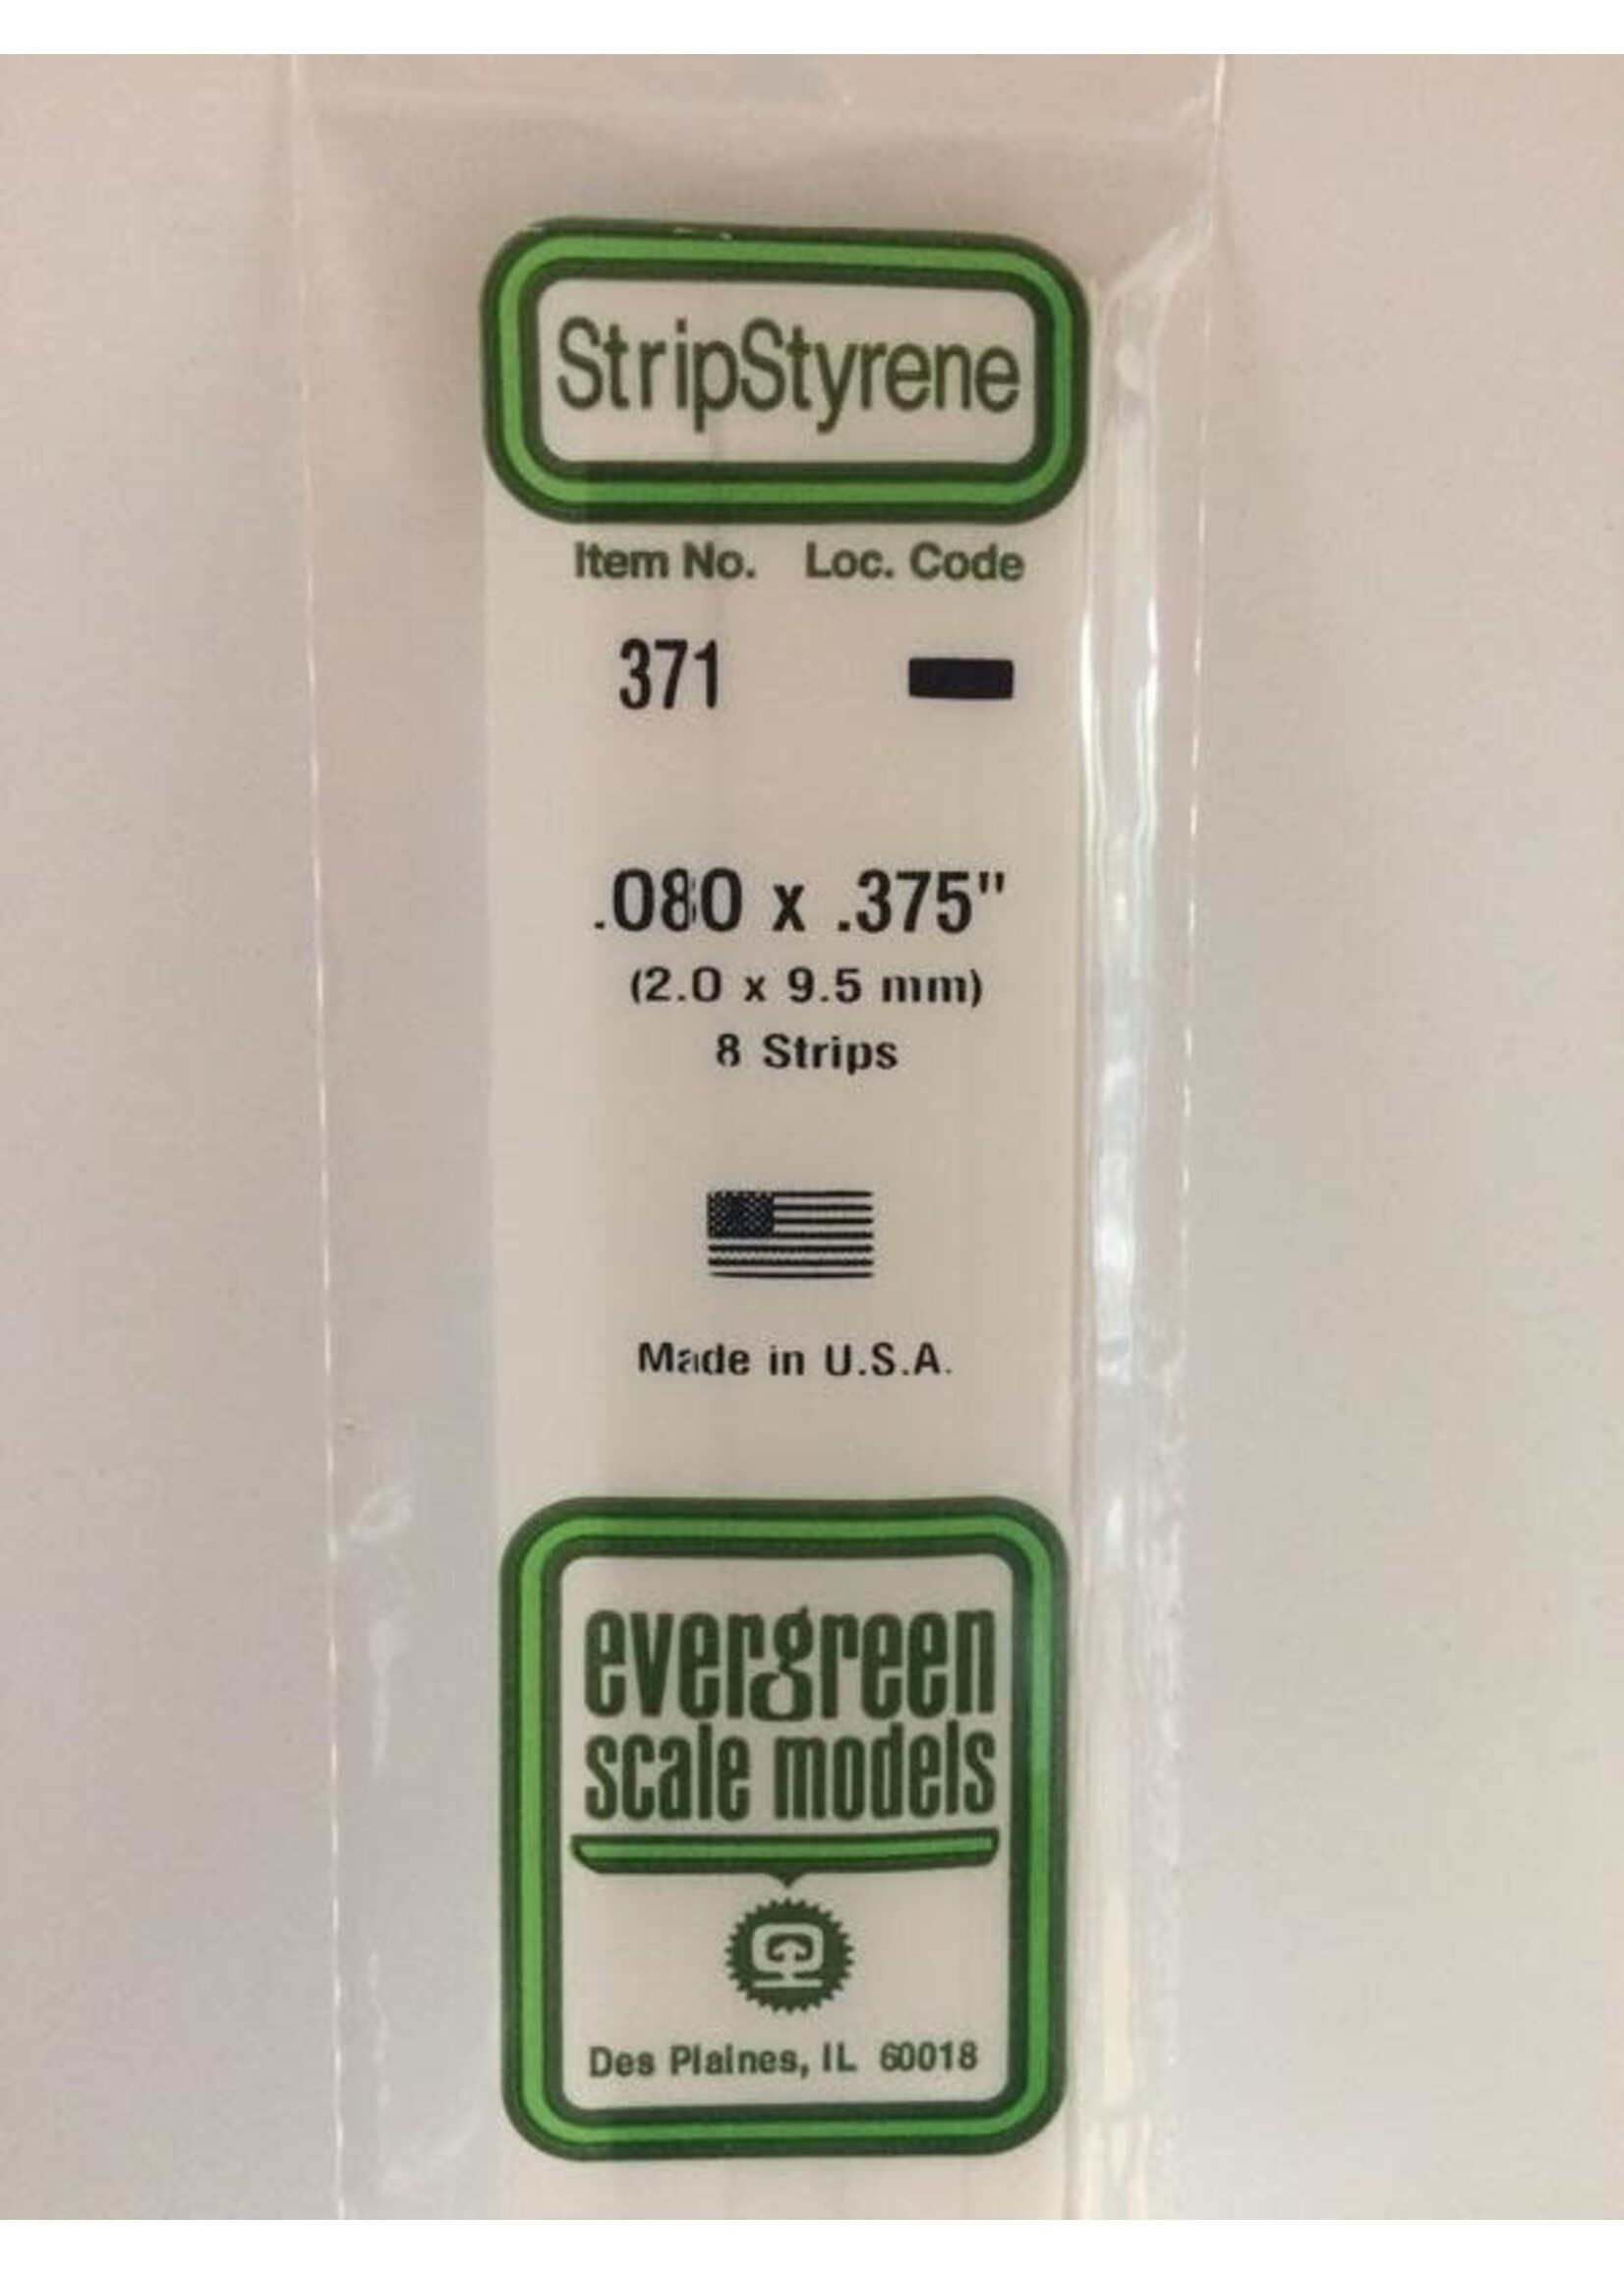 StripStyrene
Item No. Loc. Code
371
.080 x .375"
(2.0 x 9.5 mm)
8 Strips
Made in U.S.A.
evergreen
scale models
Des Plaines, IL 60018